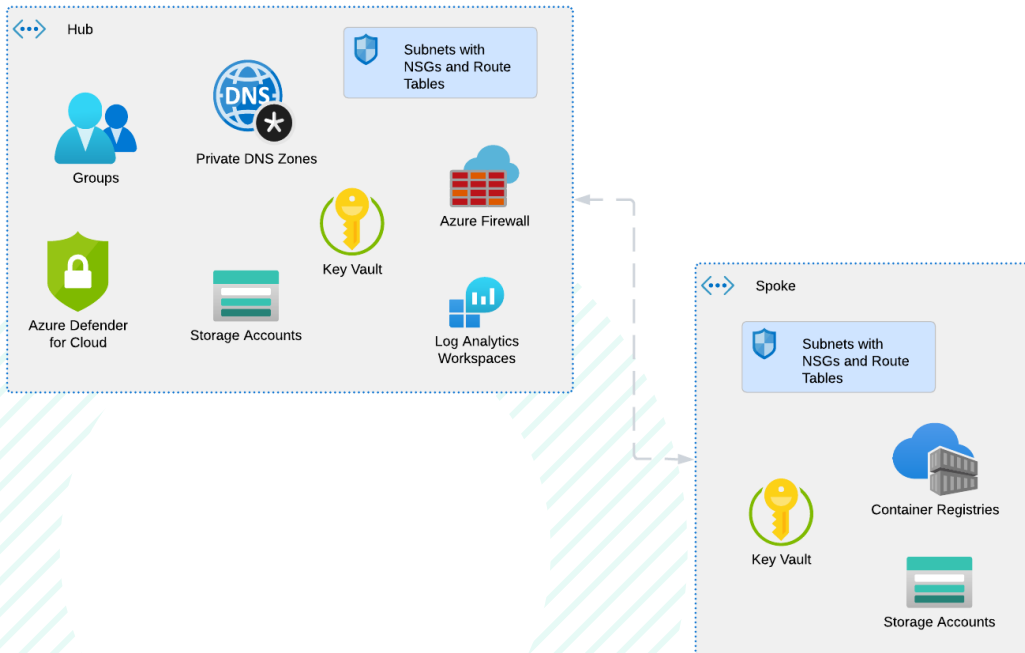 Hub
Subnets with
NSGs and Route
Tables
DNS
Private DNS Zones
Groups
Azure Firewall
Key Vault
Azure Defender
for Cloud
Storage Accounts
Log Analytics
Workspaces
Spoke
Subnets with
NSGs and Route
Tables
Container Registries
Key Vault
Storage Accounts